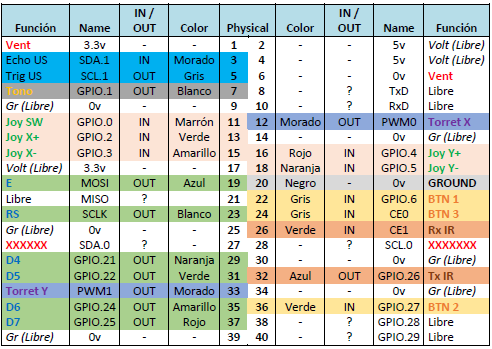 Función Name IN / OUT Color Physical Color IN / OUT Name Función
Vent 3.3v - - 1 2 - - 5v Volt (Libre)
Echo US SDA.1 IN Morado 3 4 - - 5v Volt (Libre)
Trig US SCL.1 OUT Gris 5 6 - - 0v Vent
Tono GPIO.1 OUT Blanco 7 8 - ? TxD Libre
Gr (Libre) 0v - - 9 10 - ? RxD Libre
Joy SW GPIO.0 IN Marrón 11 12 Morado OUT PWM0 Torret X
Joy X+ GPIO.2 IN Verde 13 14 - - 0v Gr (Libre)
Joy X- GPIO.3 IN Amarillo 15 16 Rojo IN GPIO.4 Joy Y+
Volt (Libre) 3.3v - - 17 18 Naranja IN GPIO.5 Joy Y-
E MOSI OUT Azul 19 20 Negro - 0v GROUND
Libre MISO ? 21 22 Gris IN GPIO.6 BTN 1
RS SCLK OUT Blanco 23 24 Gris IN CE0 BTN 3
Gr (Libre) 0v - - 25 26 Verde IN CE1 Rx IR
XXXXXX SDA.0 ? 27 28 - ? SCL.0 XXXXXXX
D4 GPIO.21 OUT Naranja 29 30 - - 0v Gr (Libre)
D5 GPIO.22 OUT Verde 31 32 Azul OUT GPIO.26 Tx IR
Torret Y PWM1 OUT Morado 33 34 - - 0v Gr (Libre)
D6 GPIO.24 OUT Amarillo 35 36 Verde IN GPIO.27 BTN 2
D7 GPIO.25 OUT Rojo 37 38 - ? GPIO.28 Libre
Gr (Libre) 0v - - 39 40 - ? GPIO.29 Libre